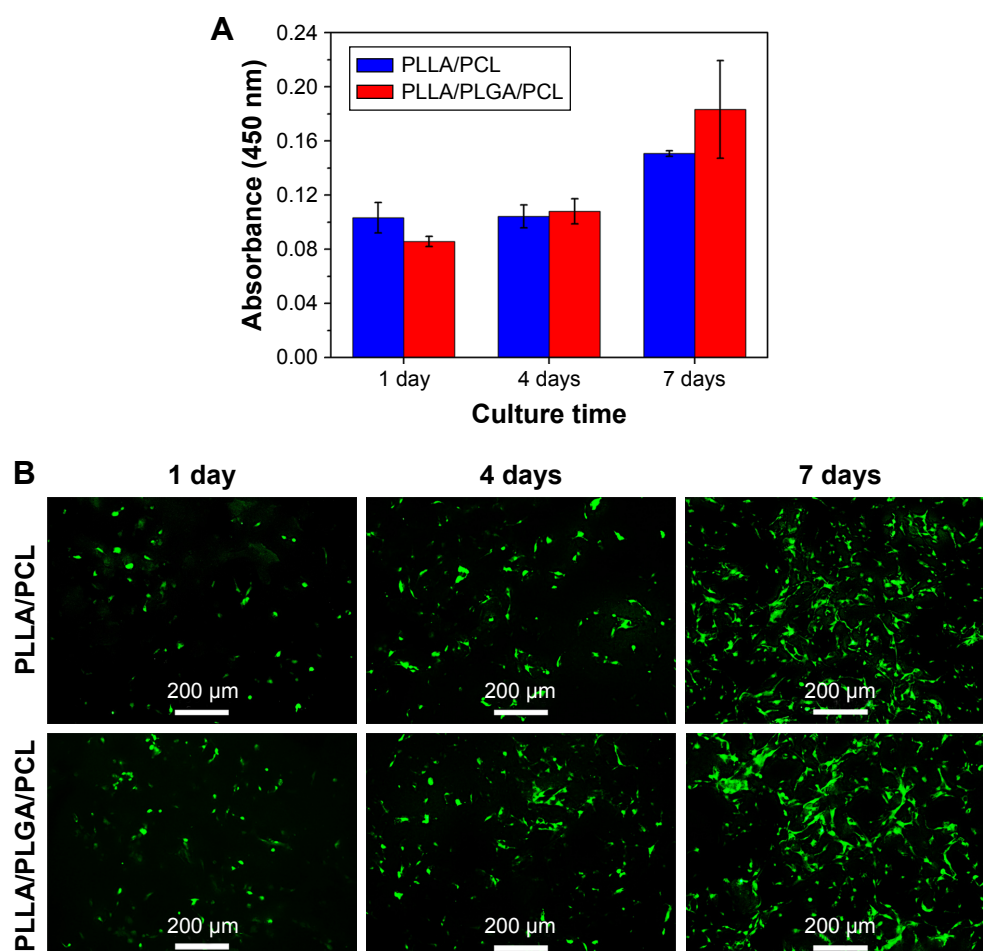 A
0.24
0.20
0.16
0.12
0.08
0.04
0.00
Absorbance (450 nm)
PLLA/PCL
PLLA/PLGA/PCL
1 day
4 days
7 days
Culture time
B
1 day
4 days
7 days
PLLA/PCL
200 µm
200 µm
200 µm
PLLA/PLGA/PCL
200 µm
200 µm
200 µm